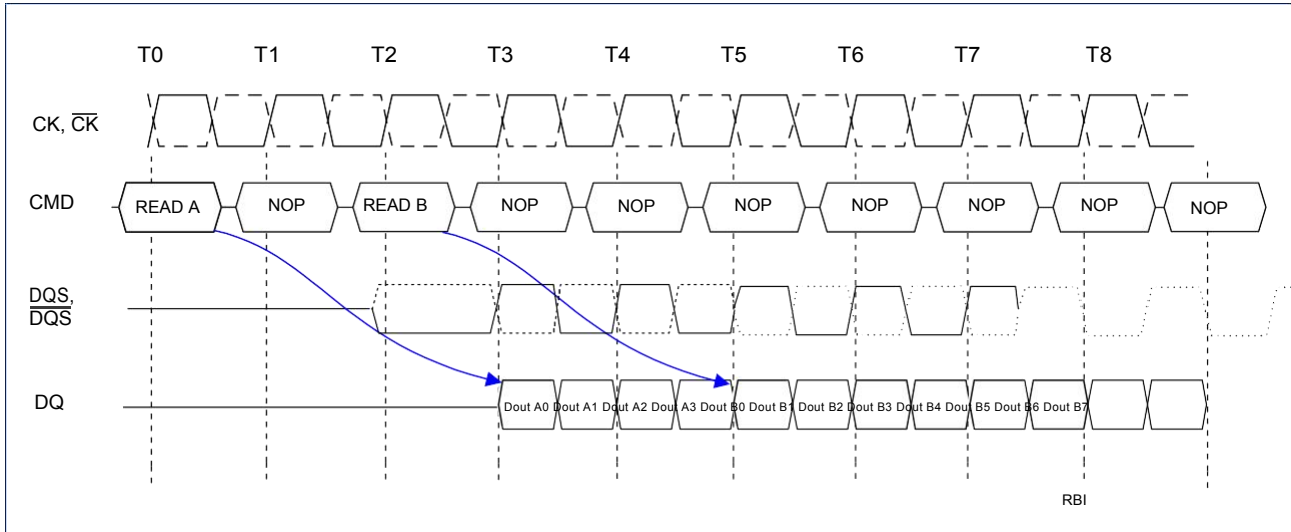 T0 T1 T2 T3 T4 T5 T6 T7 T8
CK, C̅K̅
CMD READ A NOP READ B NOP NOP NOP NOP NOP NOP NOP
DQS,
D̅Q̅S̅
DQ Dout A0 Dout A1 Dout A2 Dout A3 Dout B0 Dout B1 Dout B2 Dout B3 Dout B4 Dout B5 Dout B6 Dout B7
RBI